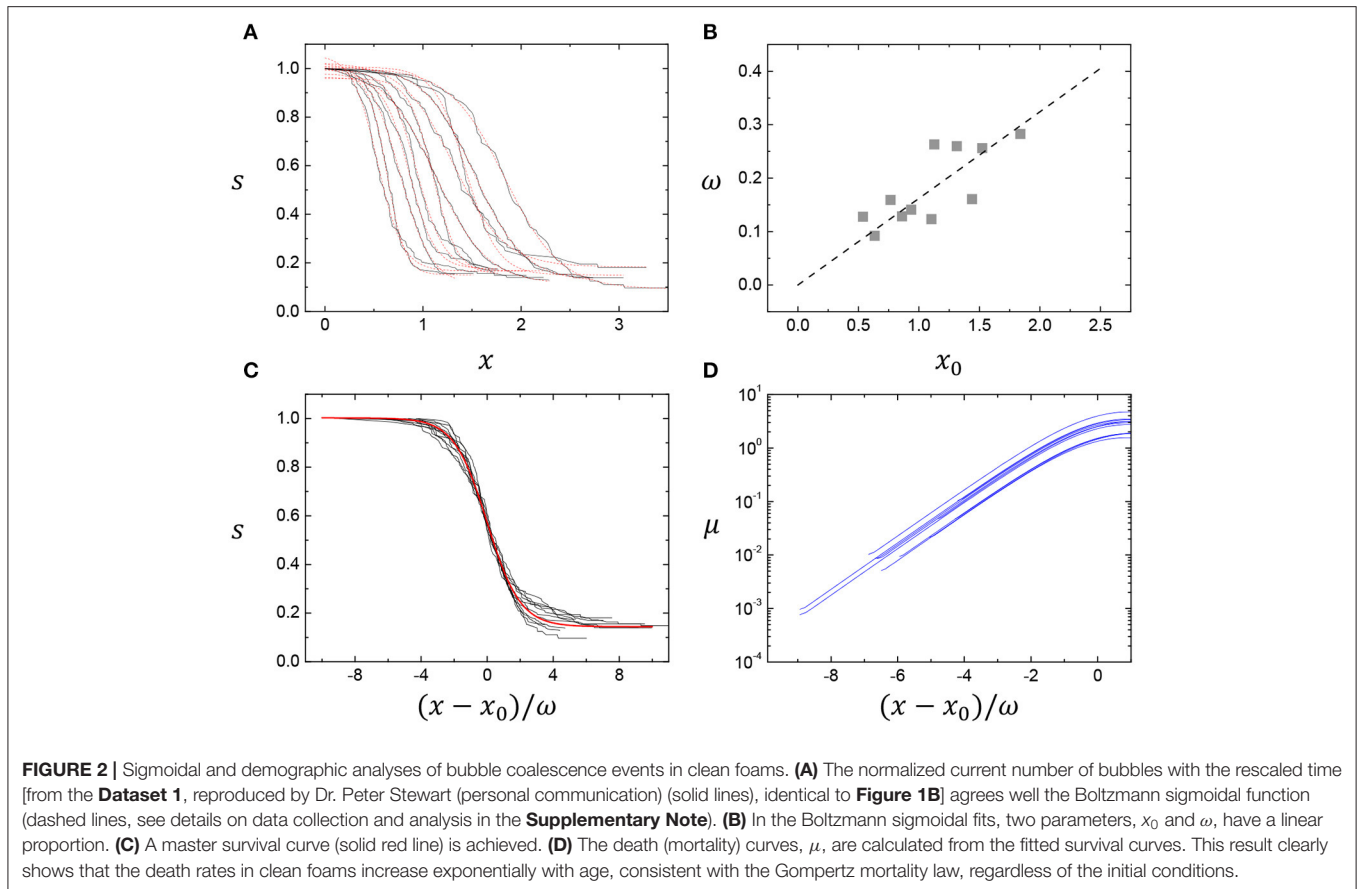 A
1.0
0.8
0.6
0.4
0.2
0.0
s
0
1
2
3
x
B
0.4
0.3
0.2
0.1
0.0
ω
0.0
0.5
1.0
1.5
2.0
2.5
x₀
C
1.0
0.8
0.6
0.4
0.2
0.0
s
-8
-4
0
4
8
(x − x₀)/ω
D
10¹
10⁰
10⁻¹
10⁻²
10⁻³
10⁻⁴
μ
-8
-6
-4
-2
0
(x − x₀)/ω
FIGURE 2 | Sigmoidal and demographic analyses of bubble coalescence events in clean foams. (A) The normalized current number of bubbles with the rescaled time
[from the Dataset 1, reproduced by Dr. Peter Stewart (personal communication) (solid lines), identical to Figure 1B] agrees well the Boltzmann sigmoidal function
(dashed lines, see details on data collection and analysis in the Supplementary Note). (B) In the Boltzmann sigmoidal fits, two parameters, x₀ and ω, have a linear
proportion. (C) A master survival curve (solid red line) is achieved. (D) The death (mortality) curves, μ, are calculated from the fitted survival curves. This result clearly
shows that the death rates in clean foams increase exponentially with age, consistent with the Gompertz mortality law, regardless of the initial conditions.